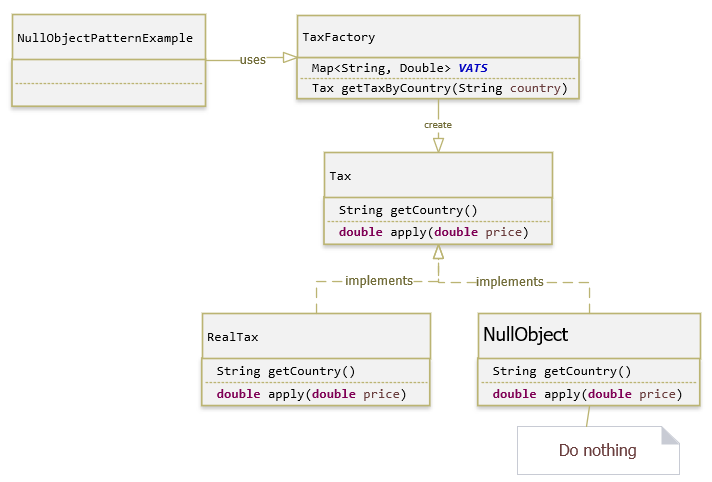 NullObjectPatternExample
uses
TaxFactory
Map<String, Double> VATS
Tax getTaxByCountry(String country)
create
Tax
String getCountry()
double apply(double price)
implements
implements
RealTax
String getCountry()
double apply(double price)
NullObject
String getCountry()
double apply(double price)
Do nothing